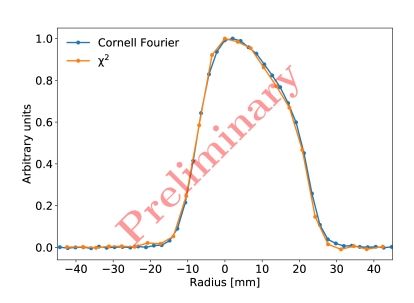 1.0
0.8
0.6
0.4
0.2
0.0
Arbitrary units
Cornell Fourier
χ²
Preliminary
−40 −30 −20 −10 0 10 20 30 40
Radius [mm]